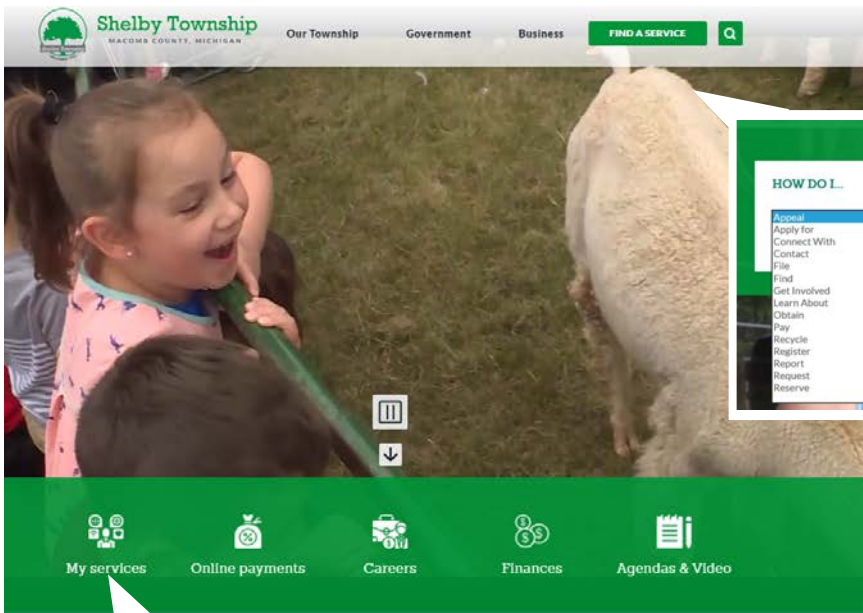 Shelby Township
MACOMB COUNTY, MICHIGAN
Our Township
Government
Business
FIND A SERVICE
HOW DO I...
Appeal
Apply for
Connect With
Contact
File
Find
Get Involved
Learn About
Obtain
Pay
Recycle
Register
Report
Request
Reserve
My services
Online payments
Careers
Finances
Agendas & Video